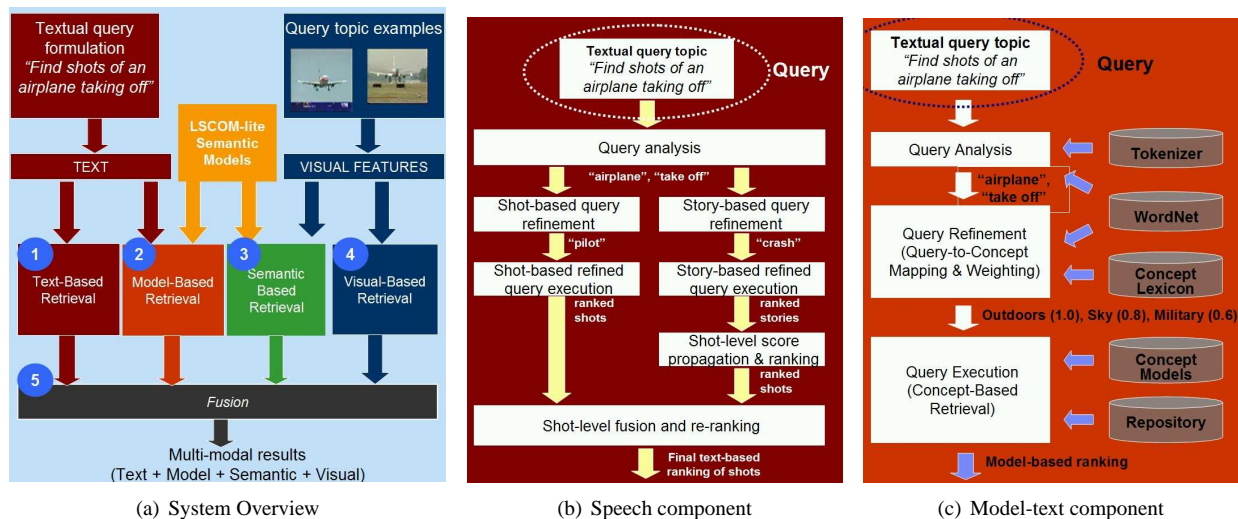 Textual query
formulation
“Find shots of an
airplane taking off”
Query topic examples
LSCOM-lite
Semantic
Models
TEXT
VISUAL FEATURES
1
Text-Based
Retrieval
2
Model-Based
Retrieval
3
Semantic
Based
Retrieval
4
Visual-Based
Retrieval
5
Fusion
Multi-modal results
(Text + Model + Semantic + Visual)
(a) System Overview
Textual query topic
“Find shots of an
airplane taking off”
Query
Query analysis
“airplane”, “take off”
Shot-based query
refinement
Story-based query
refinement
“pilot”
“crash”
Shot-based refined
query execution
Story-based refined
query execution
ranked
shots
ranked
stories
Shot-level score
propagation & ranking
ranked
shots
Shot-level fusion and re-ranking
Final text-based
ranking of shots
(b) Speech component
Textual query topic
“Find shots of an
airplane taking off”
Query
Query Analysis
Tokenizer
“airplane”,
“take off”
WordNet
Query Refinement
(Query-to-Concept
Mapping & Weighting)
Concept
Lexicon
Outdoors (1.0), Sky (0.8), Military (0.6)
Query Execution
(Concept-Based
Retrieval)
Concept
Models
Repository
Model-based ranking
(c) Model-text component